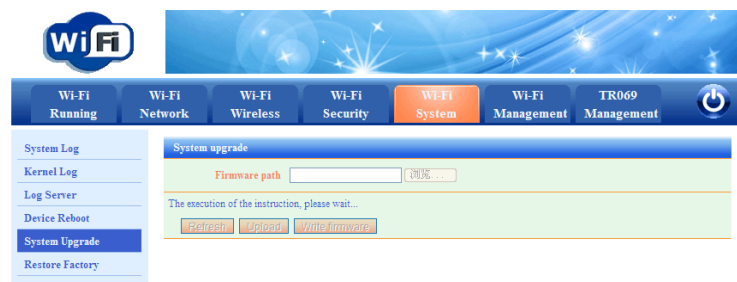 WiFi
Wi-Fi Running
Wi-Fi Network
Wi-Fi Wireless
Wi-Fi Security
Wi-Fi System
Wi-Fi Management
TR069 Management
System Log
Kernel Log
Log Server
Device Reboot
System Upgrade
Restore Factory
System upgrade
Firmware path 浏览...
The execution of the instruction, please wait...
Refresh Upload Write firmware